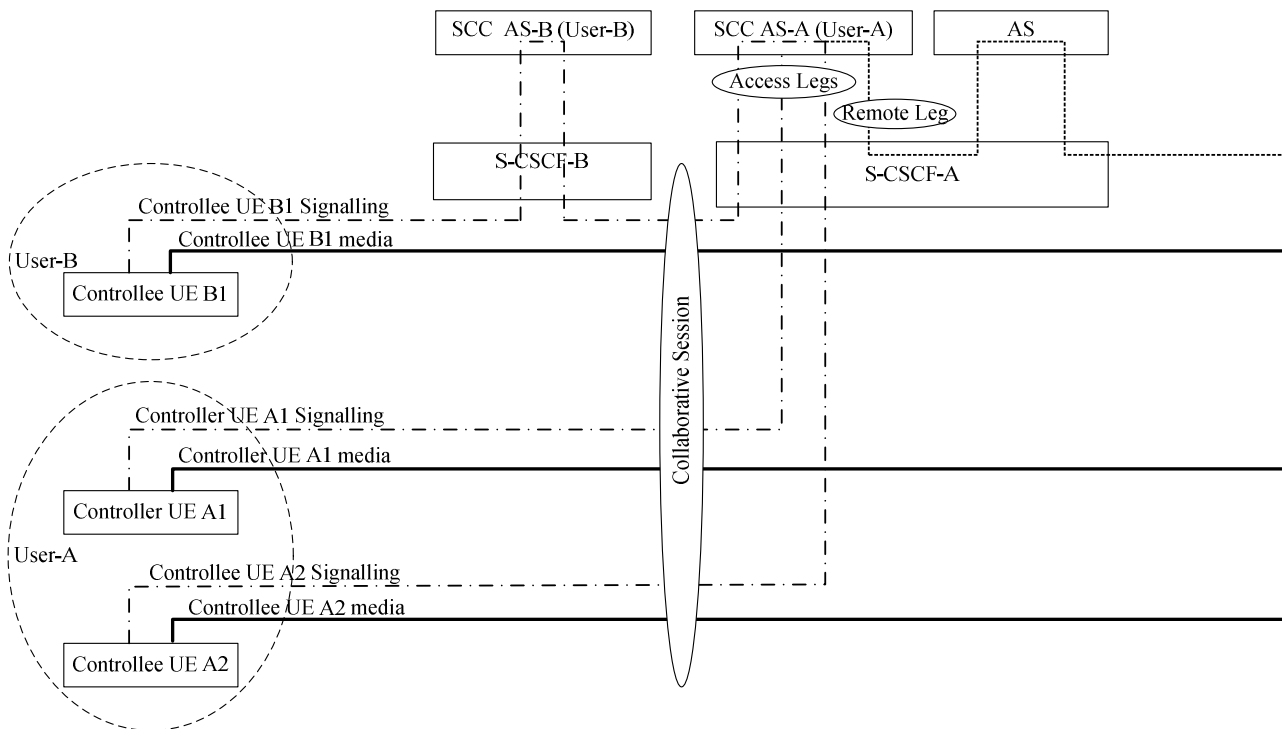 SCC AS-B (User-B)
SCC AS-A (User-A)
AS
Access Legs
Remote Leg
S-CSCF-B
S-CSCF-A
Controllee UE B1 Signalling
Controllee UE B1 media
User-B
Controllee UE B1
Collaborative Session
Controller UE A1 Signalling
Controller UE A1 media
Controller UE A1
User-A
Controllee UE A2 Signalling
Controllee UE A2 media
Controllee UE A2